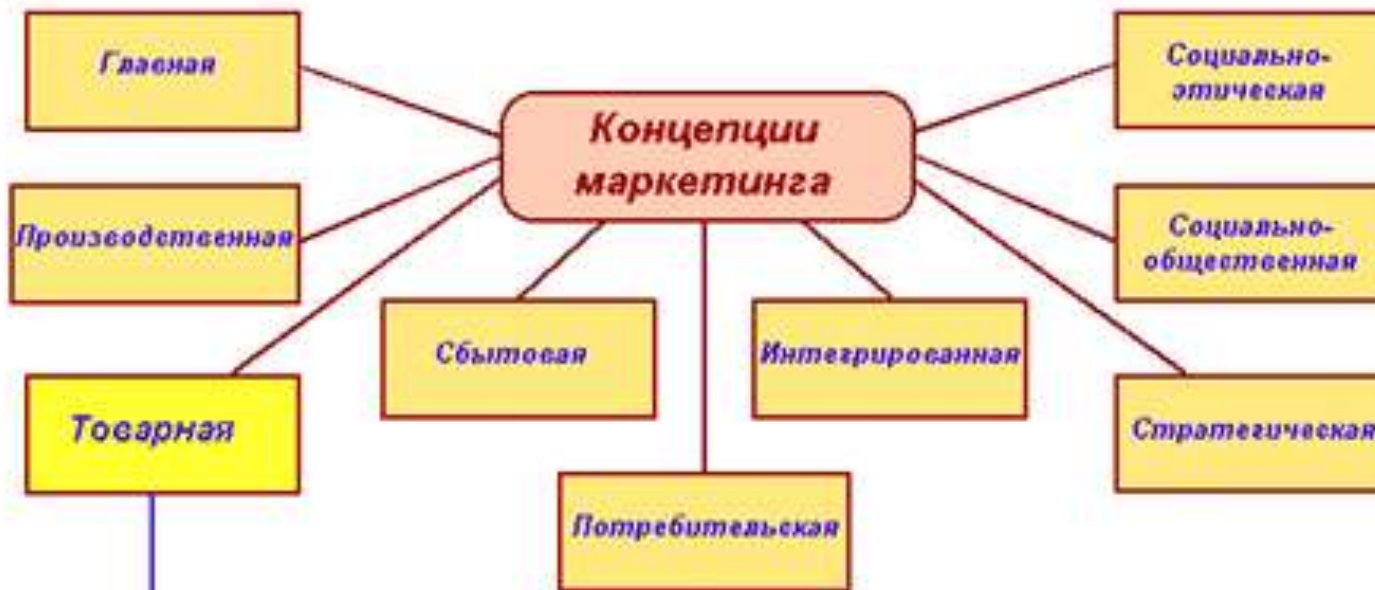 Главная
Социально-
этическая
Концепции
маркетинга
Производственная
Социально-
общественная
Сбытовая
Интегрированная
Товарная
Стратегическая
Потребительская